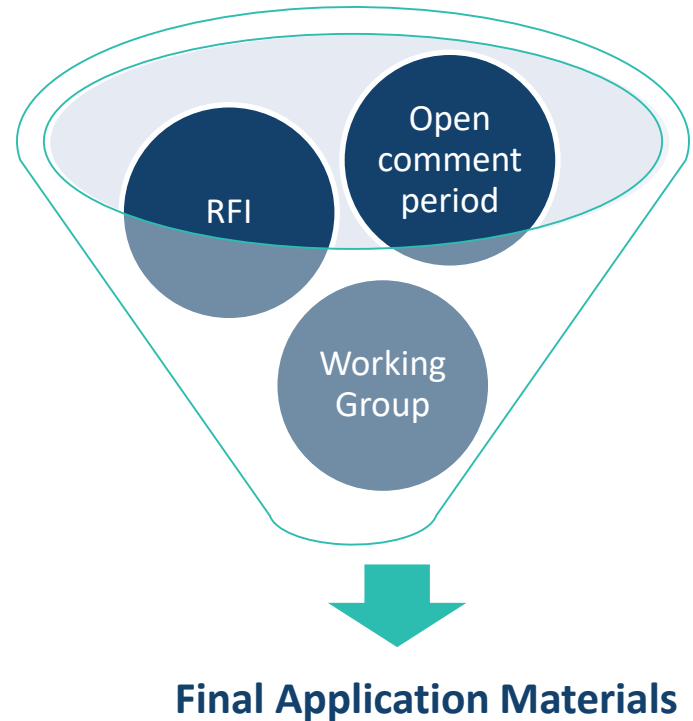 Open
comment
period
RFI
Working
Group
Final Application Materials